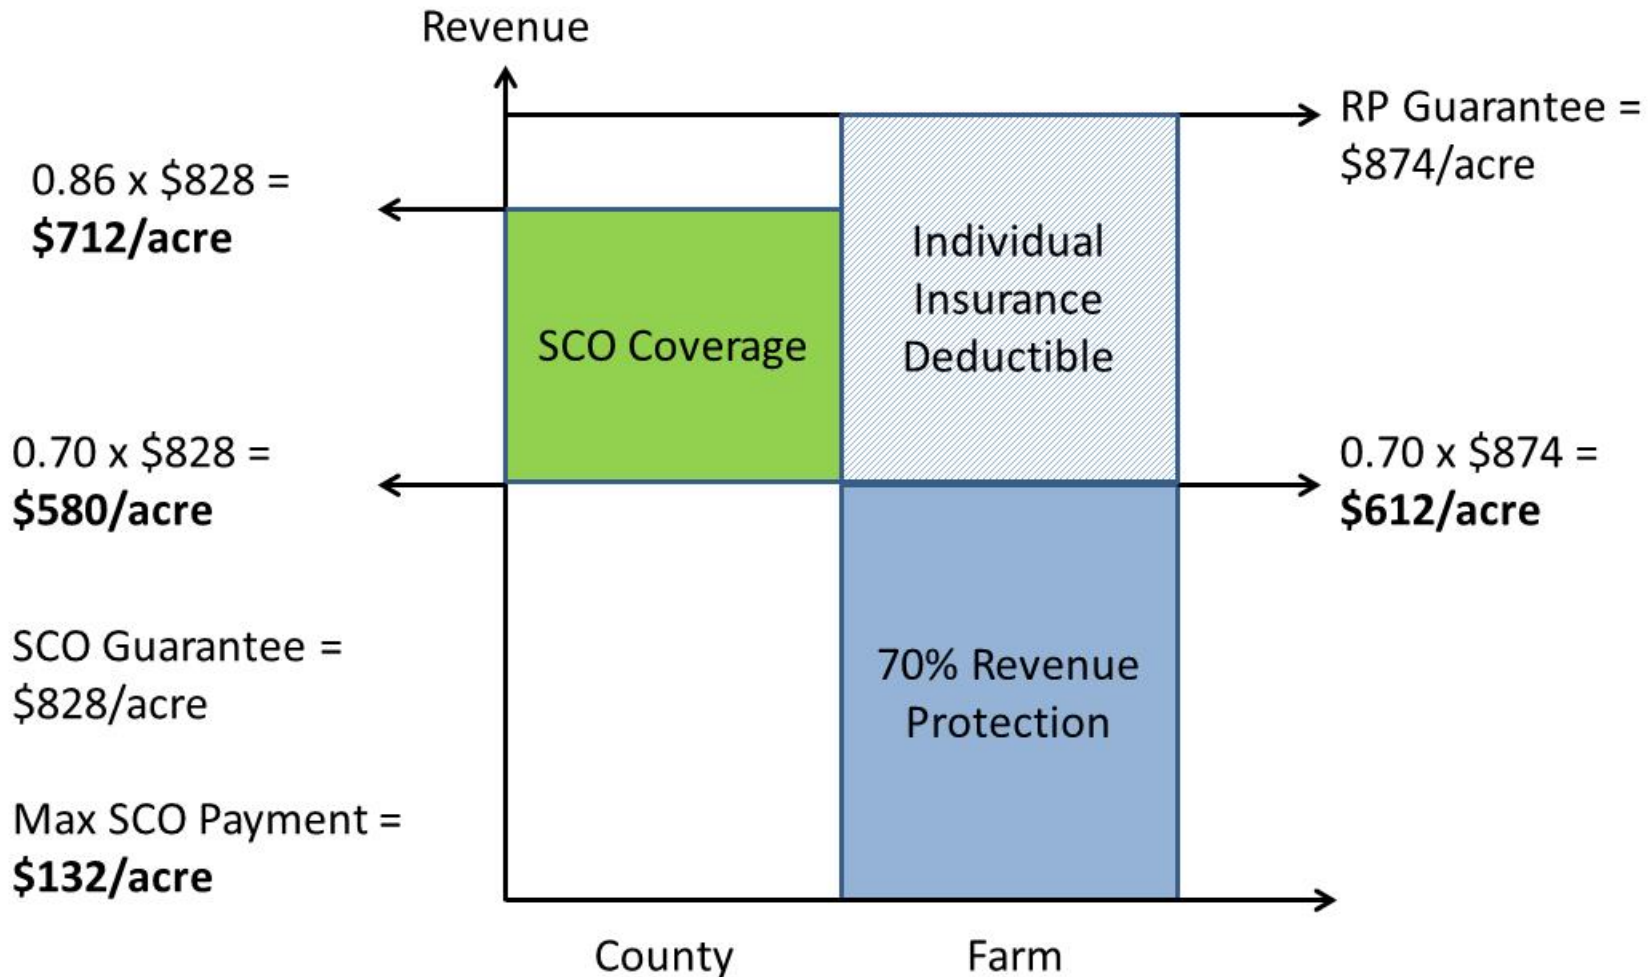 Revenue
0.86 x $828 =
$712/acre
0.70 x $828 =
$580/acre
SCO Guarantee =
$828/acre
Max SCO Payment =
$132/acre
SCO Coverage
Individual
Insurance
Deductible
70% Revenue
Protection
RP Guarantee =
$874/acre
0.70 x $874 =
$612/acre
County
Farm